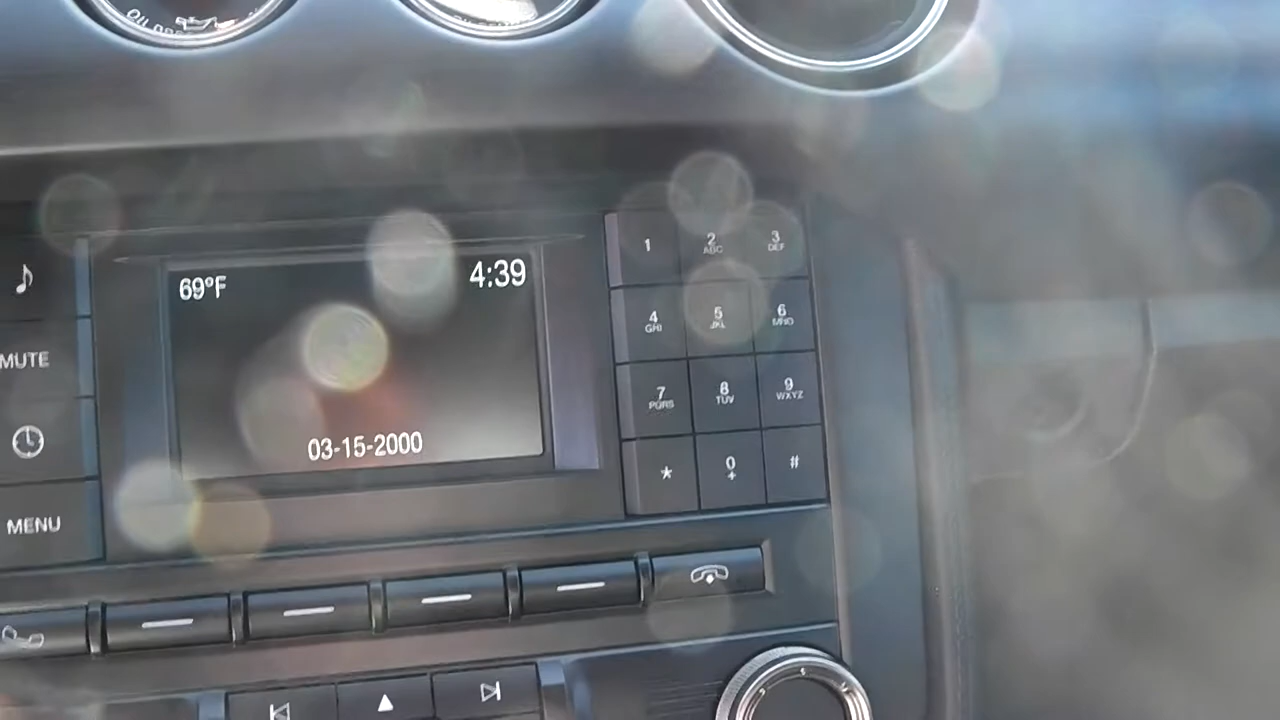 69°F
4:39
03-15-2000
MUTE
MENU
1
2
ABC
3
DEF
4
GHI
5
JKL
6
MNO
7
PQRS
8
TUV
9
WXYZ
*
0
+
#